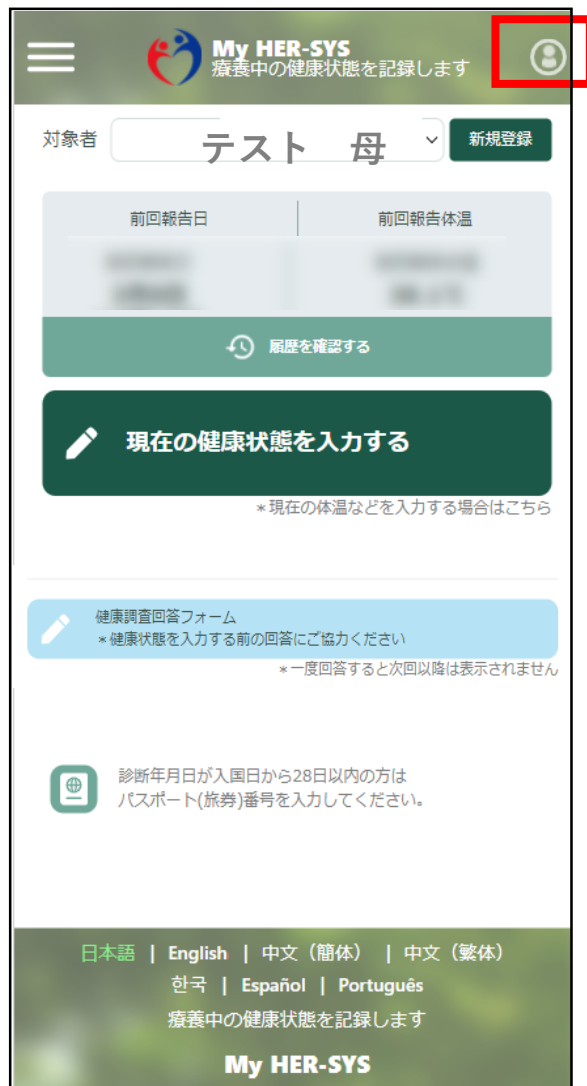 My HER-SYS
療養中の健康状態を記録します
対象者
テスト 母
新規登録
前回報告日
前回報告体温
履歴を確認する
現在の健康状態を入力する
*現在の体温などを入力する場合はこちら
健康調査回答フォーム
*健康状態を入力する前の回答にご協力ください
*一度回答すると次回以降は表示されません
診断年月日が入国日から28日以内の方は
パスポート(旅券)番号を入力してください。
日本語 | English | 中文（簡体） | 中文（繁体）
한국 | Español | Português
療養中の健康状態を記録します
My HER-SYS